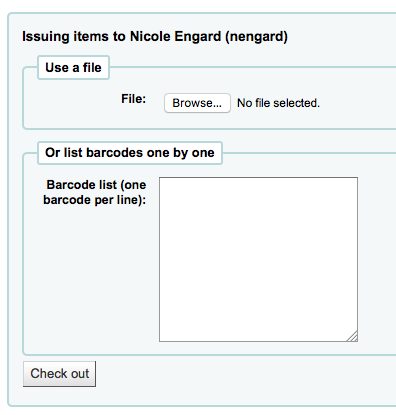 Issuing items to Nicole Engard (nengard)
Use a file
File: Browse... No file selected.
Or list barcodes one by one
Barcode list (one
barcode per line):
Check out